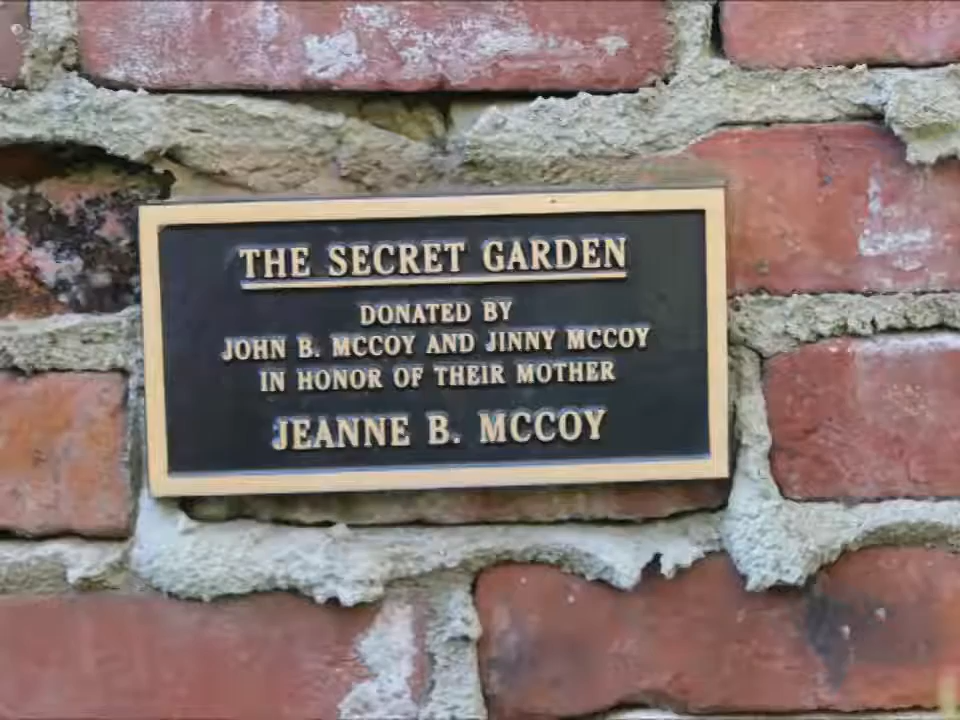 THE SECRET GARDEN
DONATED BY
JOHN B. MCCOY AND JINNY MCCOY
IN HONOR OF THEIR MOTHER
JEANNE B. MCCOY